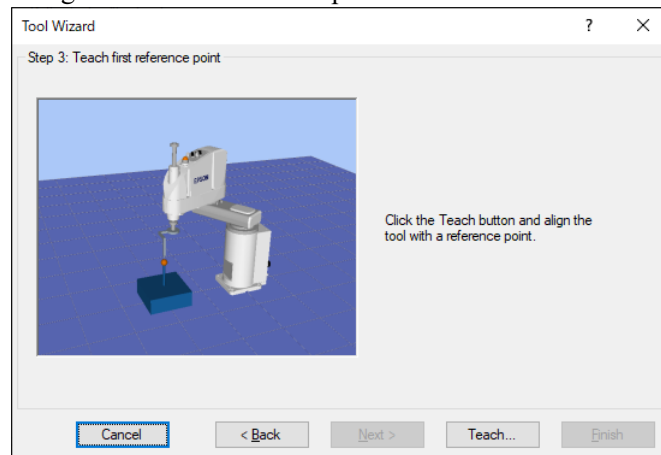 Tool Wizard
Step 3: Teach first reference point
EPSON
Click the Teach button and align the
tool with a reference point.
Cancel
< Back
Next >
Teach...
Finish